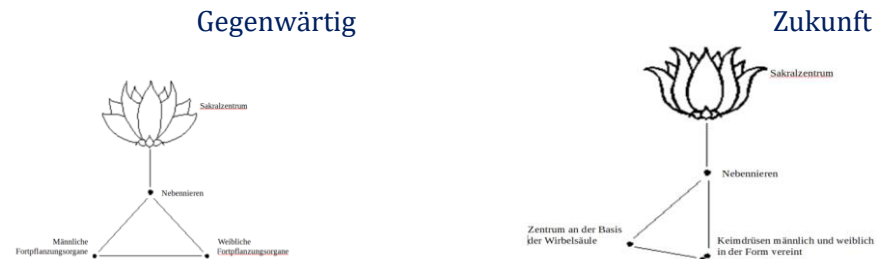 Gegenwärtig
Sakralzentrum
Nebennieren
Männliche
Fortpflanzungsorgane
Weibliche
Fortpflanzungsorgane
Zukunft
Sakralzentrum
Nebennieren
Zentrum an der Basis
der Wirbelsäule
Keimdrüsen männlich und weiblich
in der Form vereint